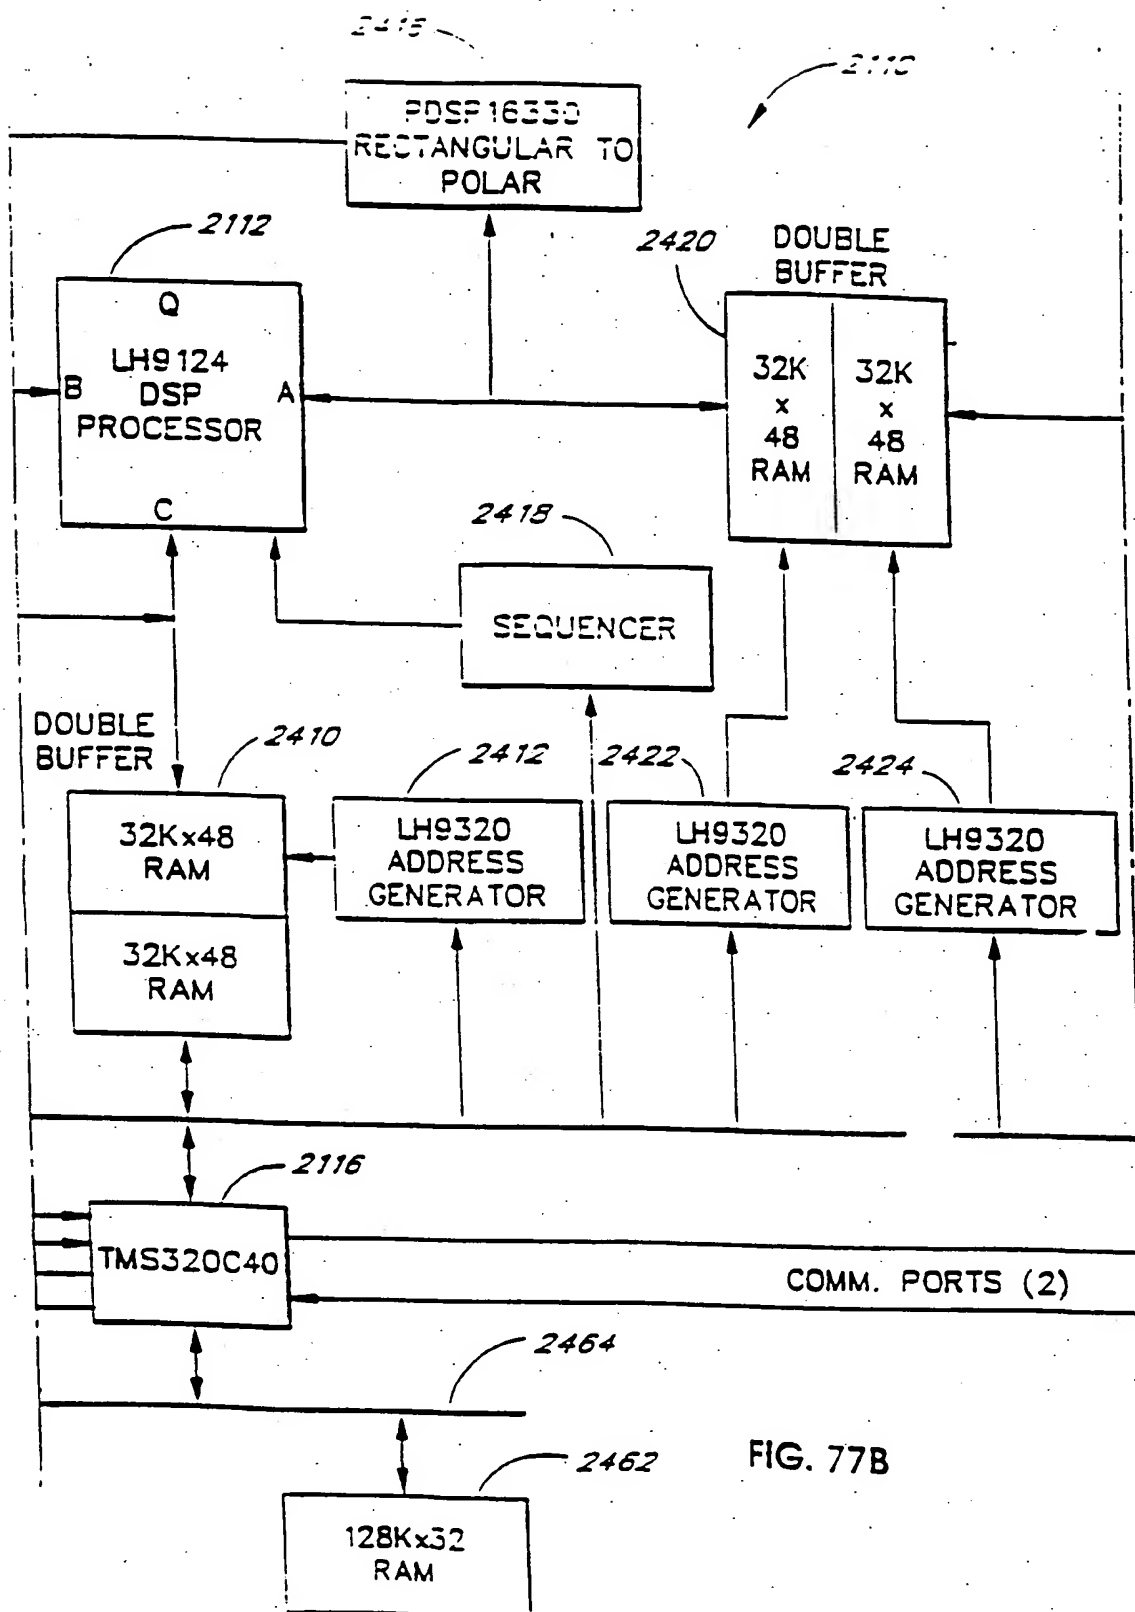 2416
2110
PDSP16330
RECTANGULAR TO
POLAR
2112
2420
DOUBLE
BUFFER
Q
LH9124
DSP
PROCESSOR
B
A
C
32K
x
48
RAM
32K
x
48
RAM
2418
SEQUENCER
DOUBLE
BUFFER
2410
2412
2422
2424
32Kx48
RAM
32Kx48
RAM
LH9320
ADDRESS
GENERATOR
LH9320
ADDRESS
GENERATOR
LH9320
ADDRESS
GENERATOR
2116
TMS320C40
COMM. PORTS (2)
2464
2462
128Kx32
RAM
FIG. 77B